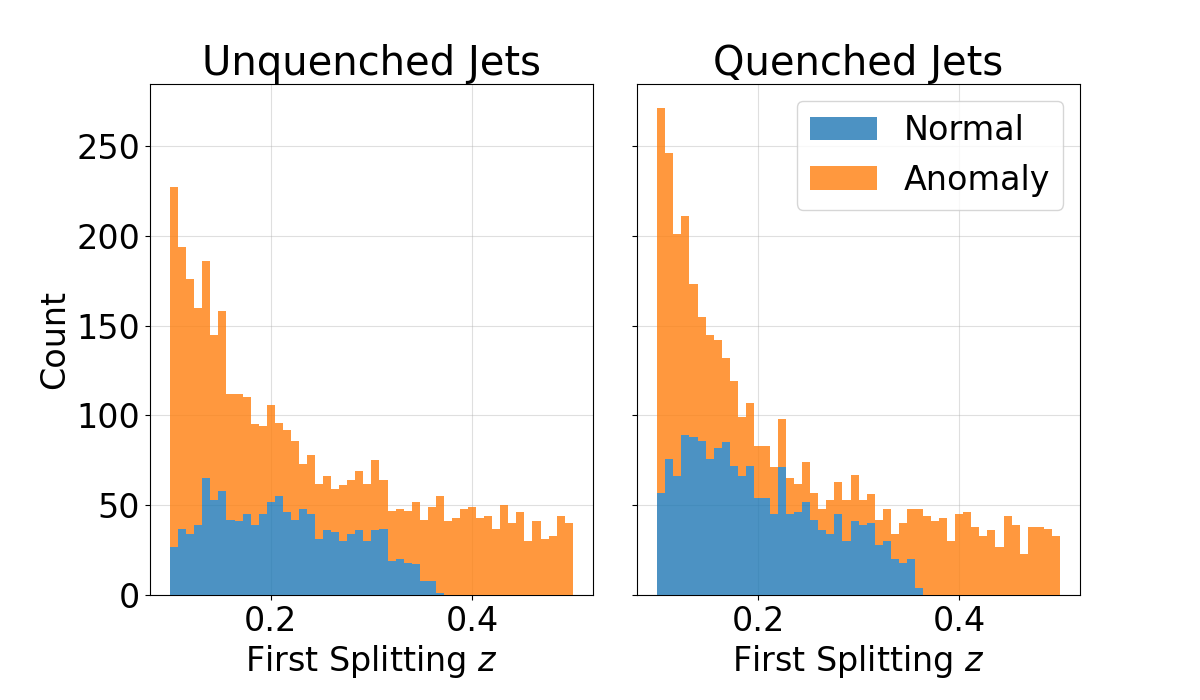 Unquenched Jets
Quenched Jets
250
200
150
100
50
0
Count
0.2
0.4
First Splitting z
Normal
Anomaly
0.2
0.4
First Splitting z